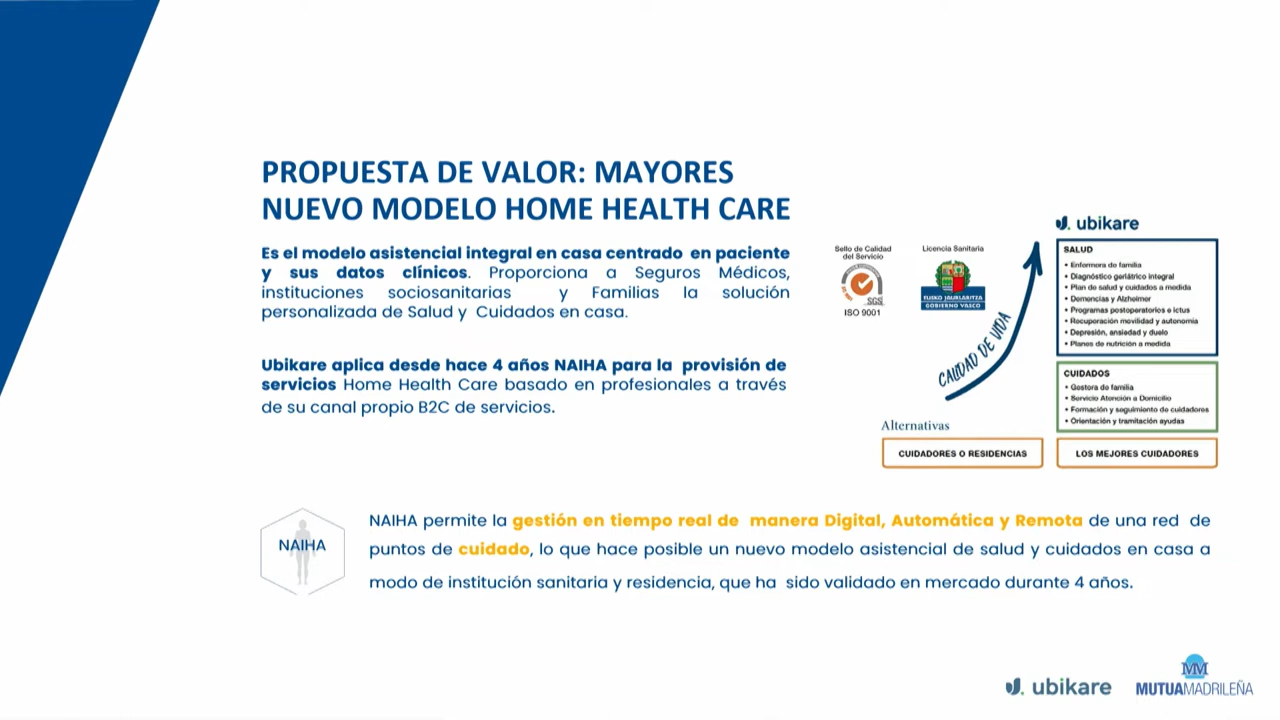 PROPUESTA DE VALOR: MAYORES
NUEVO MODELO HOME HEALTH CARE
Es el modelo asistencial integral en casa centrado en paciente
y sus datos clínicos. Proporciona a Seguros Médicos,
instituciones sociosanitarias y Familias la solución
personalizada de Salud y Cuidados en casa.
Ubikare aplica desde hace 4 años NAIHA para la provisión de
servicios Home Health Care basado en profesionales a través
de su canal propio B2C de servicios.
Sello de Calidad
del Servicio
SGS
ISO 9001
Licencia Sanitaria
EUSKO JAURLARITZA
GOBIERNO VASCO
CALIDAD DE VIDA
ubikare
SALUD
• Enfermera de familia
• Diagnóstico geriátrico integral
• Plan de salud y cuidados a medida
• Demencias y Alzheimer
• Programas postoperatorios e ictus
• Recuperación movilidad y autonomía
• Depresión, ansiedad y duelo
• Planes de nutrición a medida
CUIDADOS
• Gestora de familia
• Servicio Atención a Domicilio
• Formación y seguimiento de cuidadores
• Orientación y tramitación ayudas
Alternativas
CUIDADORES O RESIDENCIAS
LOS MEJORES CUIDADORES
NAIHA
NAIHA permite la gestión en tiempo real de manera Digital, Automática y Remota de una red de
puntos de cuidado, lo que hace posible un nuevo modelo asistencial de salud y cuidados en casa a
modo de institución sanitaria y residencia, que ha sido validado en mercado durante 4 años.
ubikare
MM
MUTUAMADRILEÑA